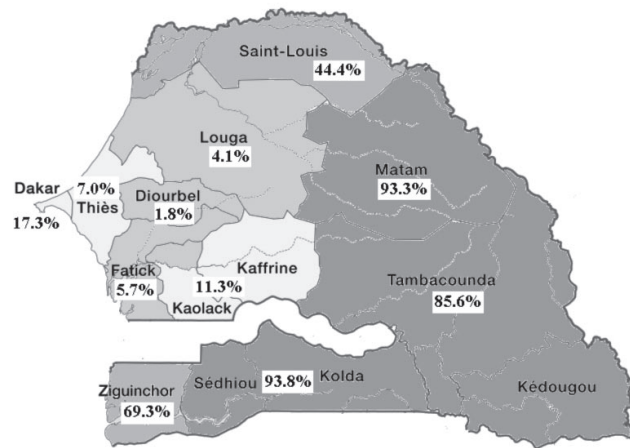 Saint-Louis
44.4%
Louga
4.1%
Matam
93.3%
Dakar
17.3%
7.0%
Thiès
Diourbel
1.8%
Fatick
5.7%
Kaffrine
11.3%
Kaolack
Tambacounda
85.6%
Ziguinchor
69.3%
Sédhiou 93.8% Kolda
Kédougou